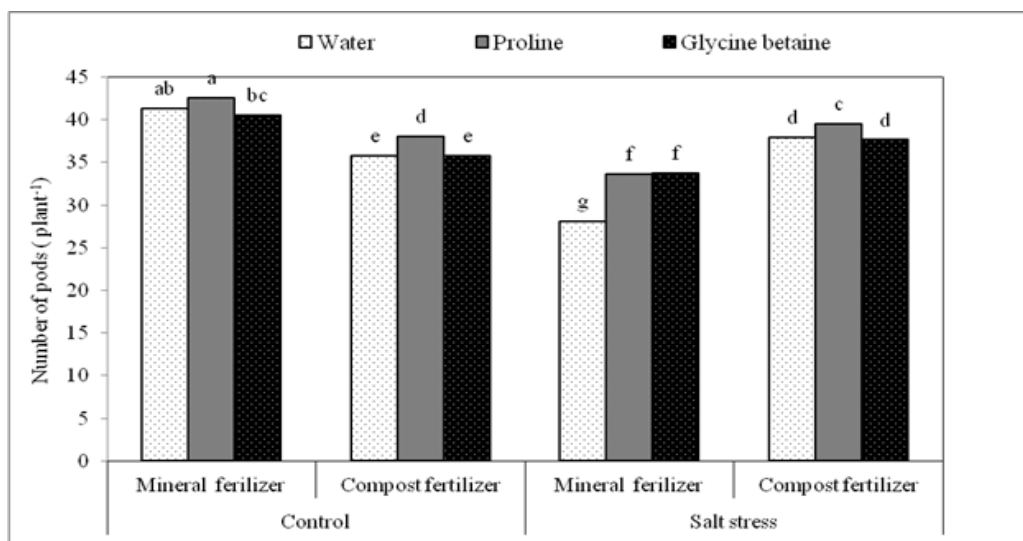 Water Proline Glycine betaine
Number of pods ( plant⁻¹)
45
40
35
30
25
20
15
10
5
0
ab a bc
e d e
g f f
d c d
Mineral ferilizer Compost fertilizer Mineral ferilizer Compost fertilizer
Control Salt stress